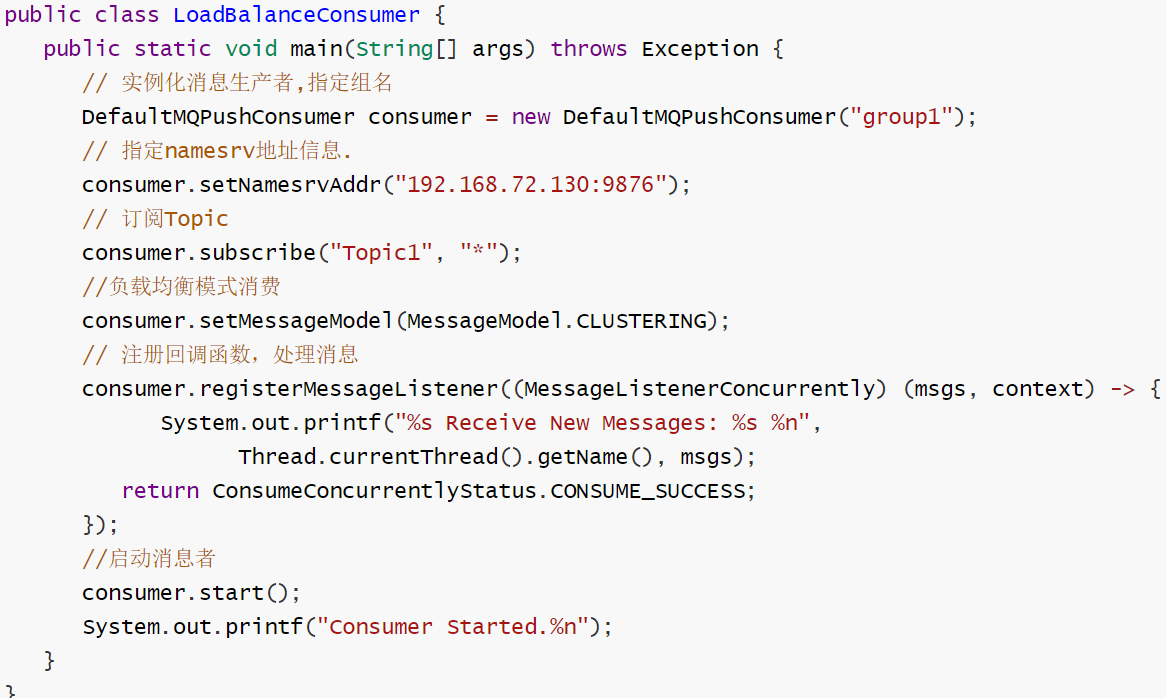 public class LoadBalanceConsumer {
public static void main(String[] args) throws Exception {
// 实例化消息生产者,指定组名
DefaultMQPushConsumer consumer = new DefaultMQPushConsumer("group1");
// 指定namesrv地址信息.
consumer.setNamesrvAddr("192.168.72.130:9876");
// 订阅Topic
consumer.subscribe("Topic1", "*");
//负载均衡模式消费
consumer.setMessageModel(MessageModel.CLUSTERING);
// 注册回调函数，处理消息
consumer.registerMessageListener((MessageListenerConcurrently) (msgs, context) -> {
System.out.printf("%s Receive New Messages: %s %n",
Thread.currentThread().getName(), msgs);
return ConsumeConcurrentlyStatus.CONSUME_SUCCESS;
});
//启动消息者
consumer.start();
System.out.printf("Consumer Started.%n");
}
}